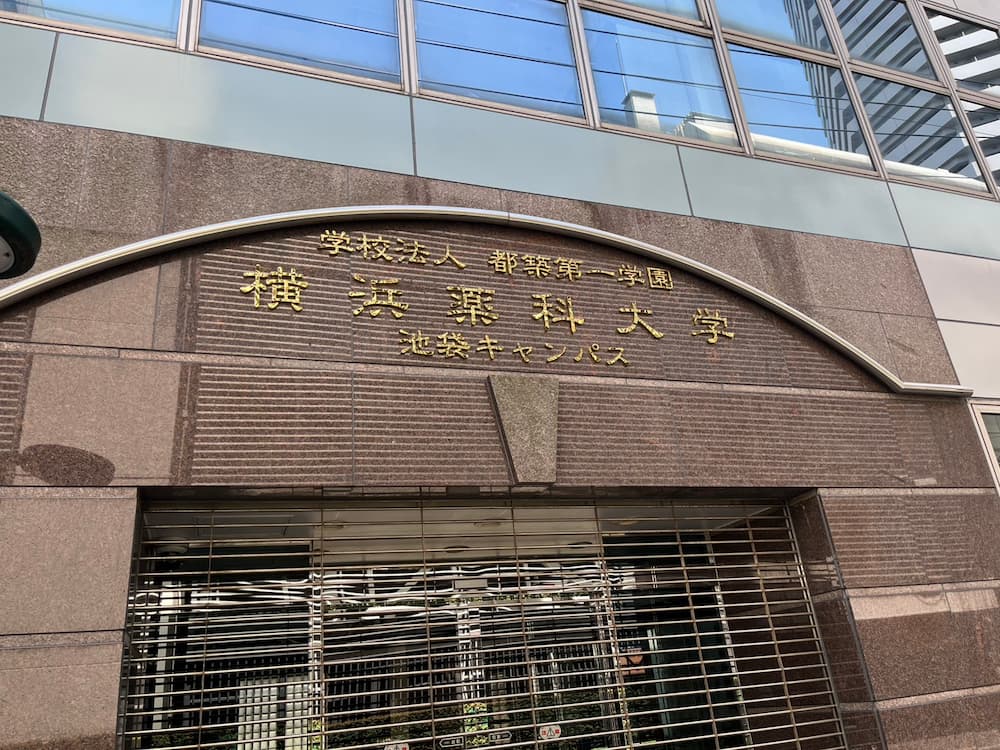 学校法人 都築第一学園
横浜薬科大学
池袋キャンパス